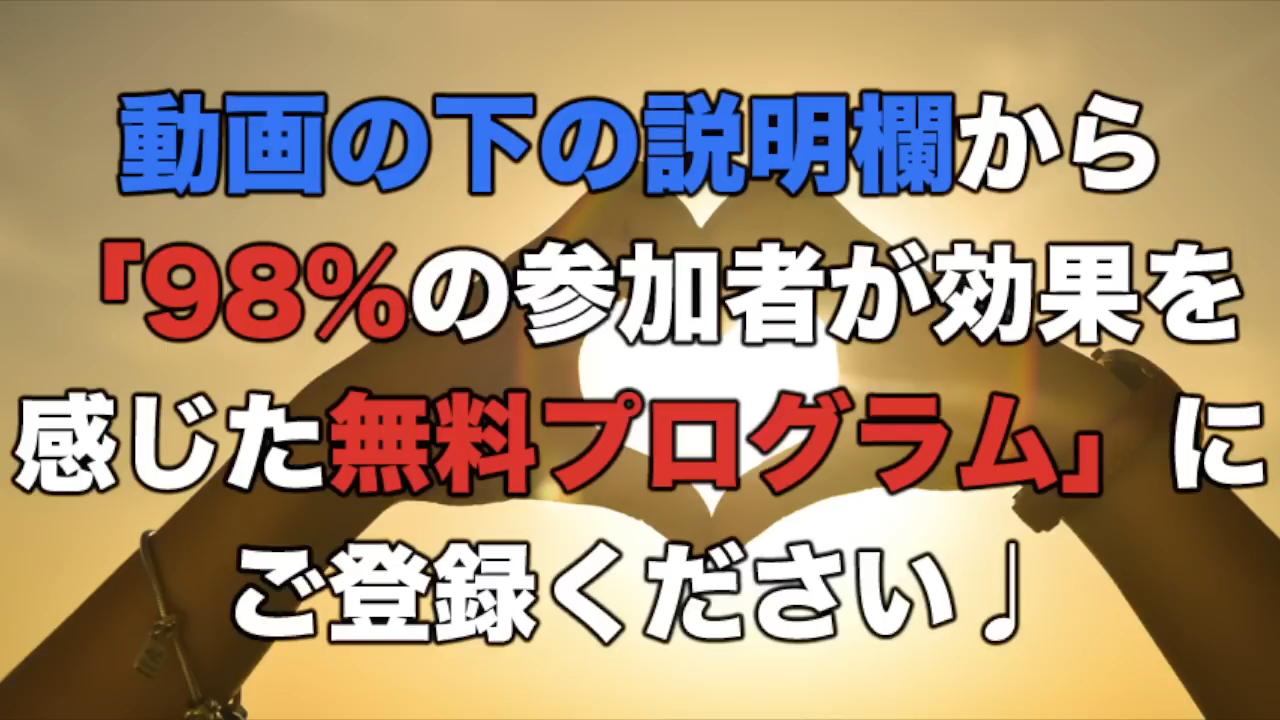 動画の下の説明欄から
「98%の参加者が効果を
感じた無料プログラム」に
ご登録ください♩